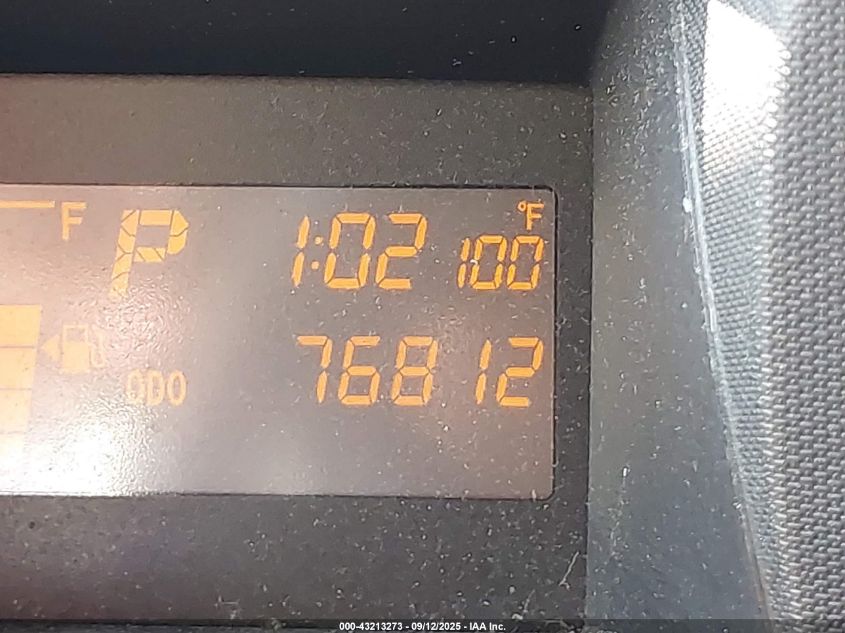 °F
F P 1:02 100
ODO 76812
000-43213273 - 09/12/2025 - IAA Inc.